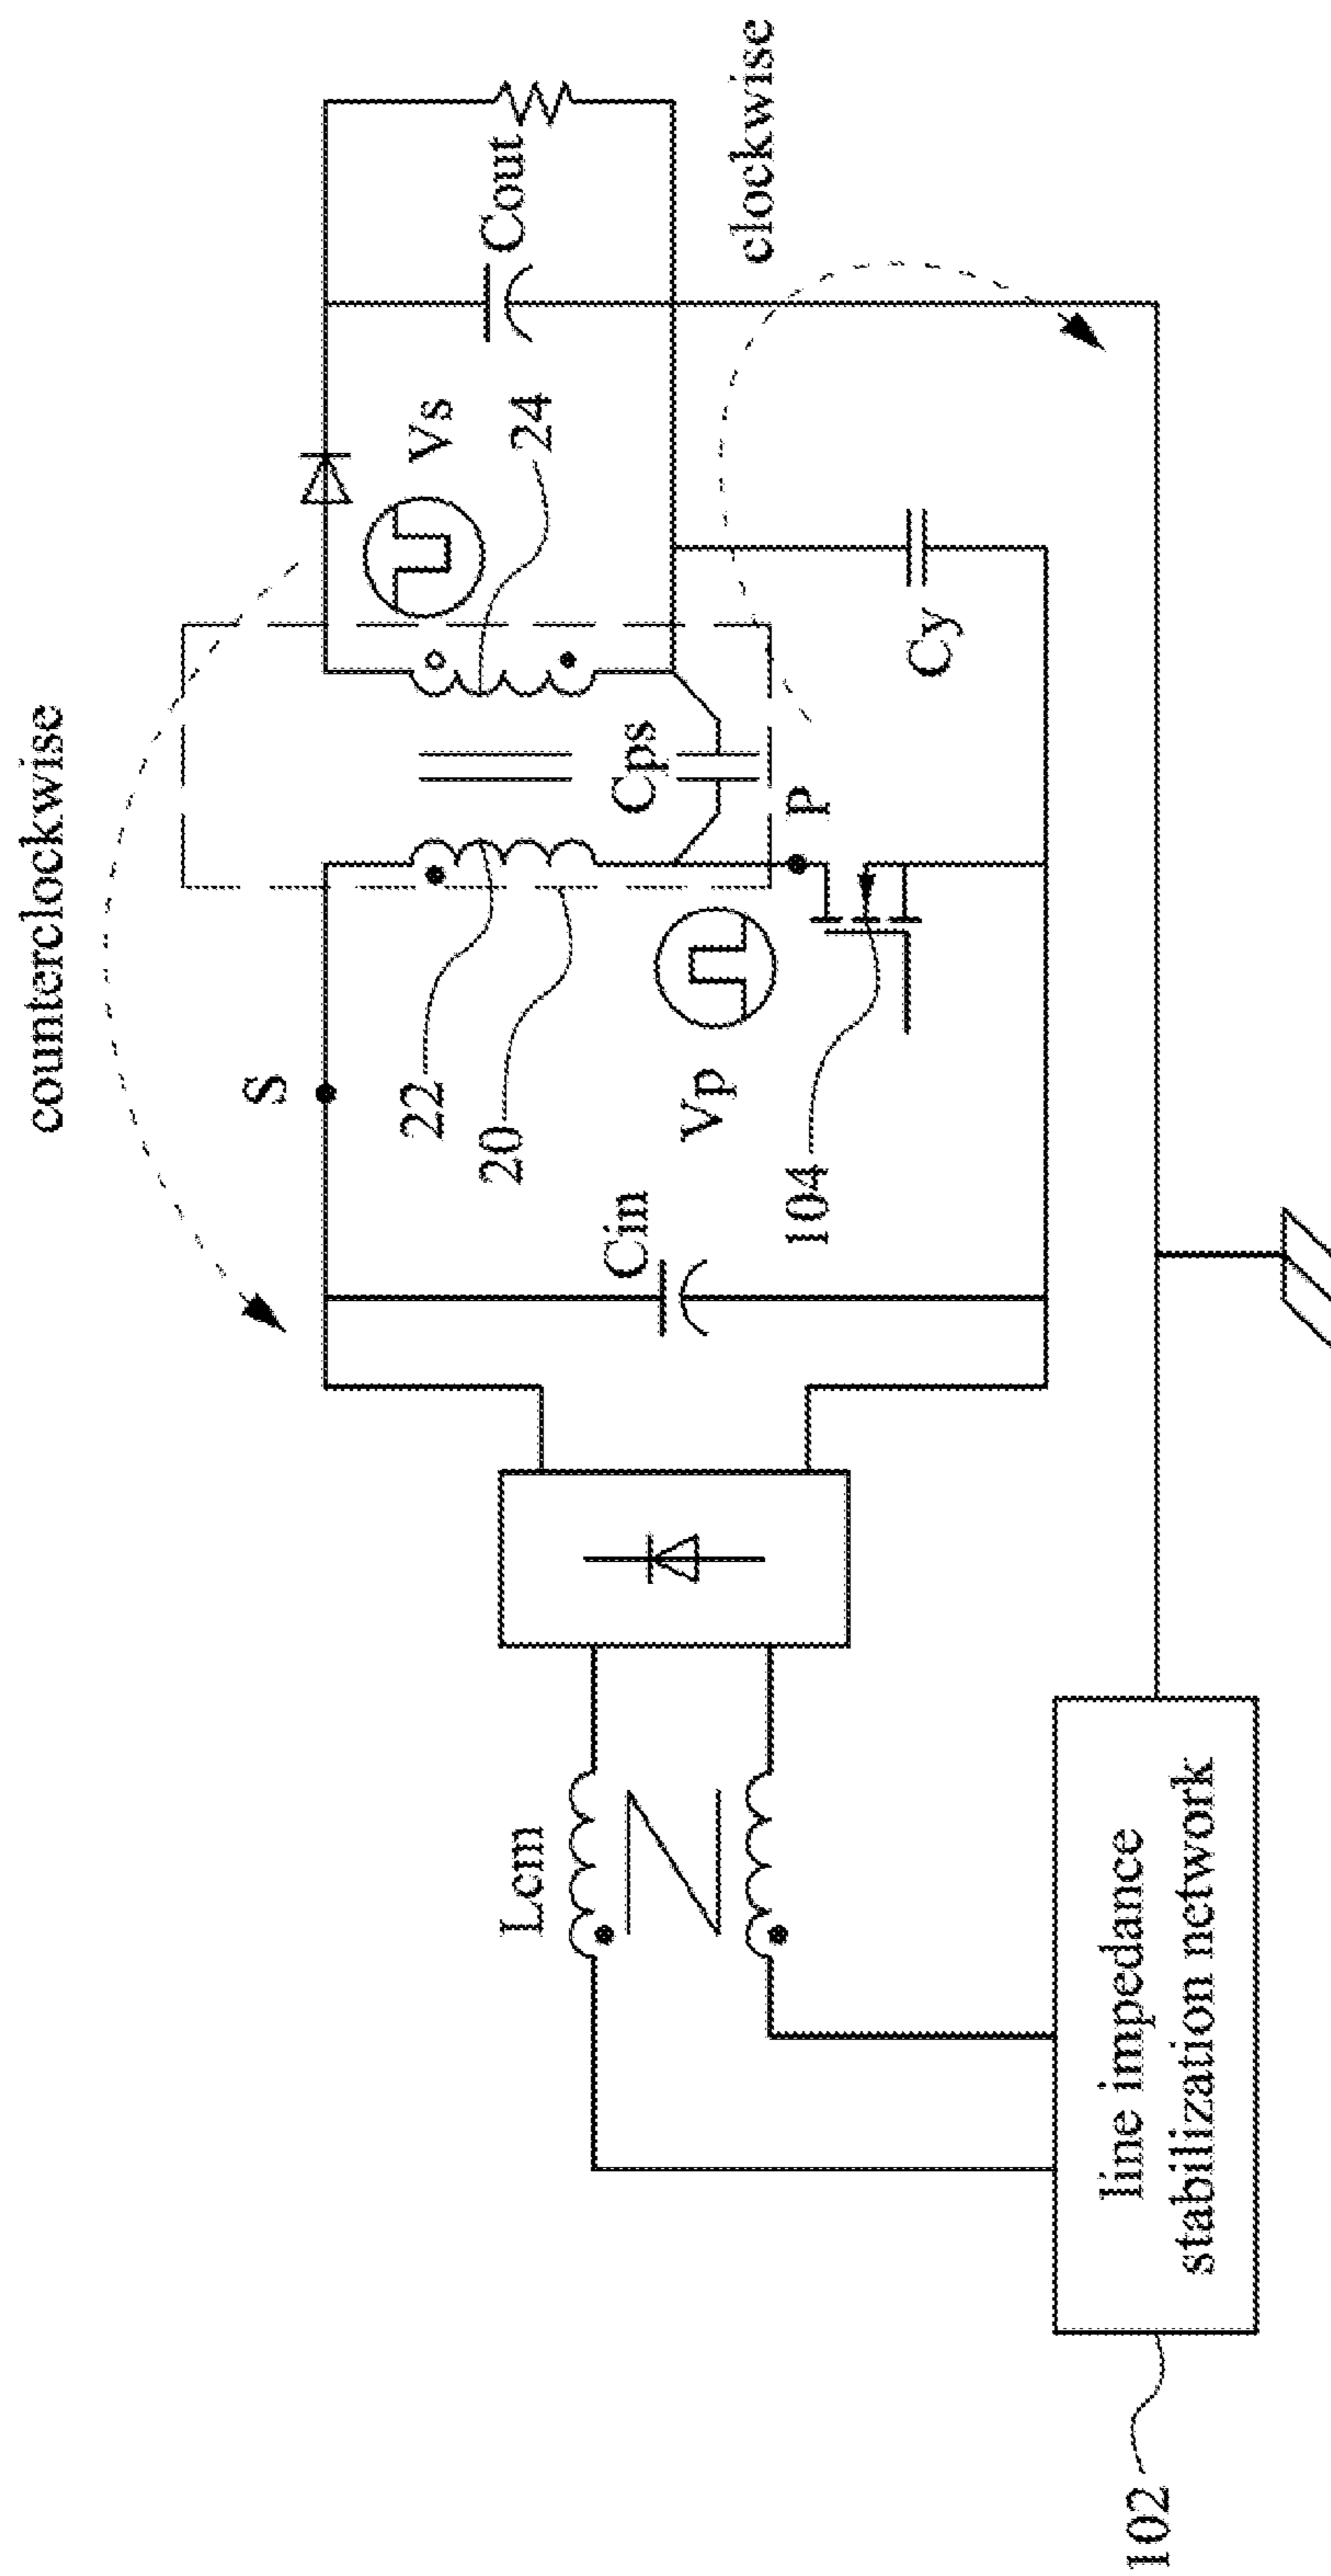 counterclockwise
S
Vs
24
Cout
22
20
Cps
Lcm
Cin
Vp
P
clockwise
104
Cy
line impedance
stabilization network
102